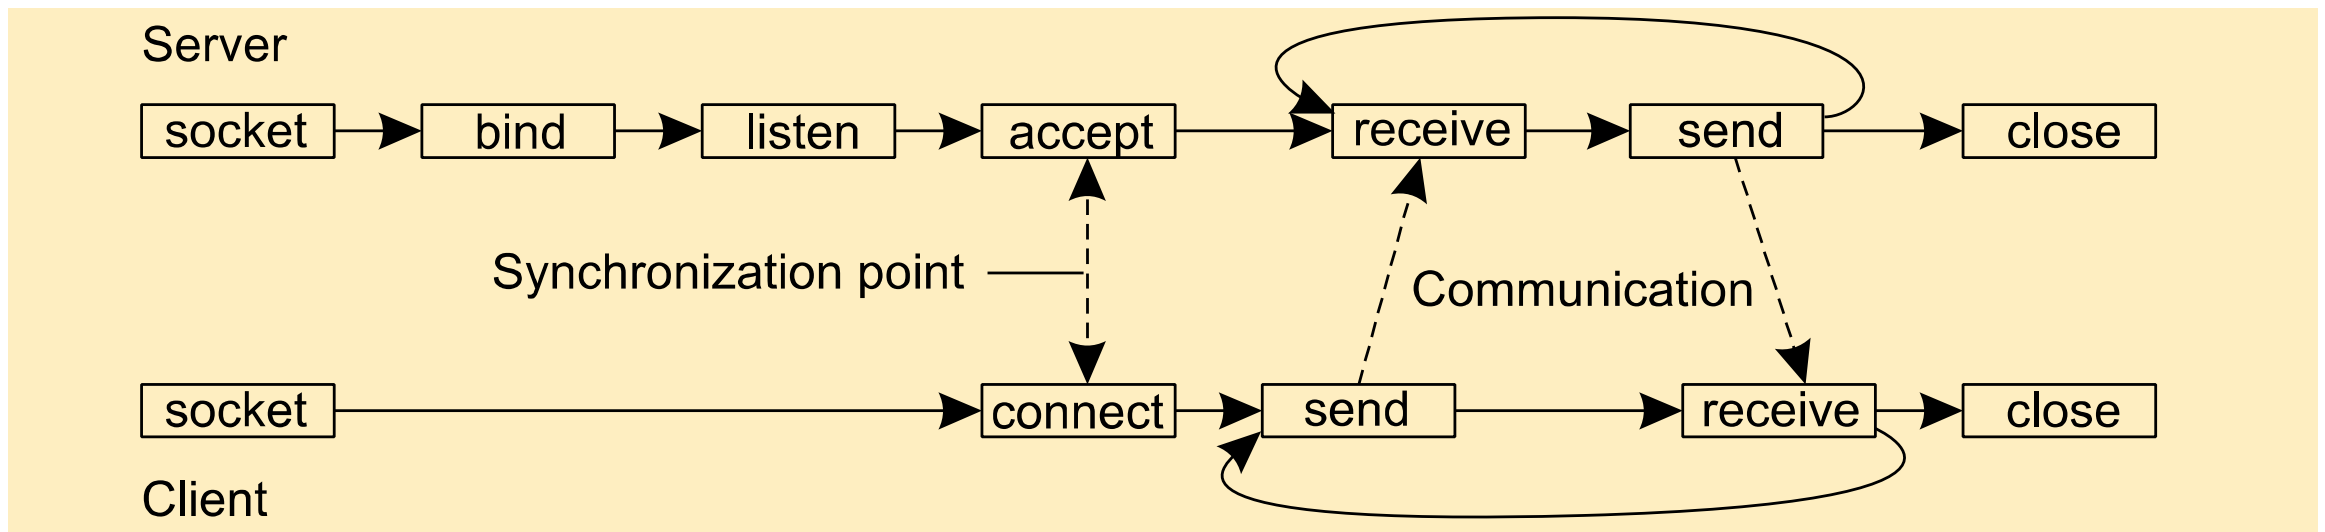 Server
socket bind listen accept receive send close
Synchronization point
Communication
socket connect send receive close
Client